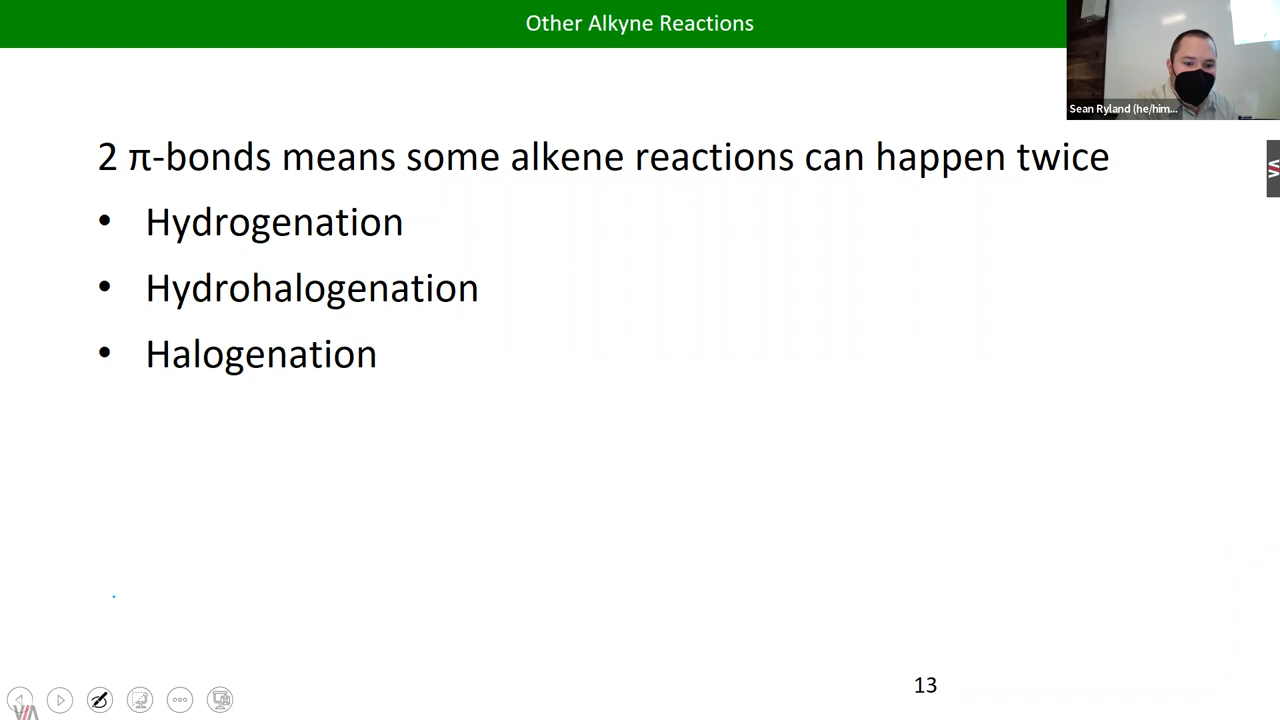 Other Alkyne Reactions
Sean Ryland (he/him...
2 π-bonds means some alkene reactions can happen twice
• Hydrogenation
• Hydrohalogenation
• Halogenation
13